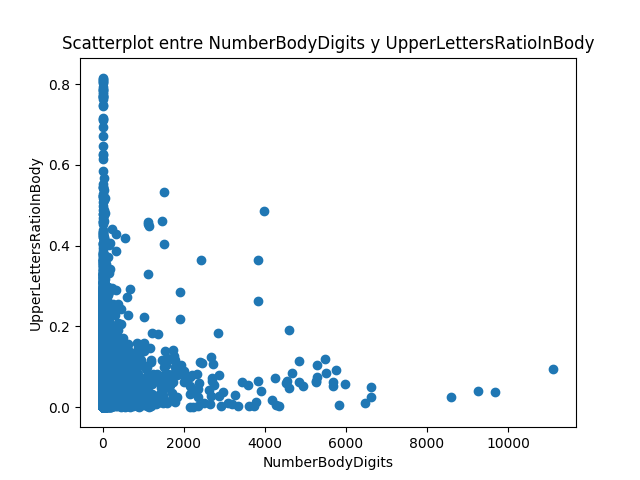 Scatterplot entre NumberBodyDigits y UpperLettersRatioInBody
UpperLettersRatioInBody
0.8
0.6
0.4
0.2
0.0
0 2000 4000 6000 8000 10000
NumberBodyDigits